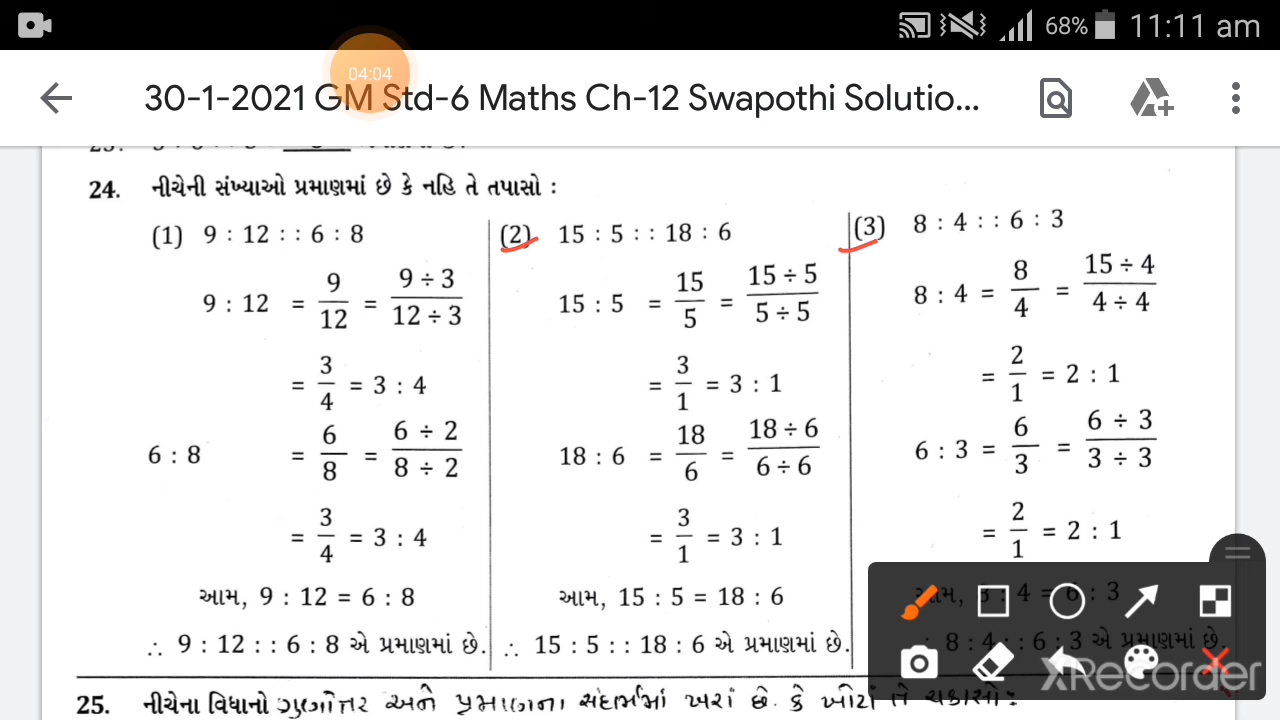 68% 11:11 am
04:04
30-1-2021 GM Std-6 Maths Ch-12 Swapothi Solutio...
24. નીચેની સંખ્યાઓ પ્રમાણમાં છે કે નહિ તે તપાસો :
(1) 9 : 12 : : 6 : 8
9 : 12 = 9/12 = 9 ÷ 3/12 ÷ 3
= 3/4 = 3 : 4
6 : 8 = 6/8 = 6 ÷ 2/8 ÷ 2
= 3/4 = 3 : 4
આમ, 9 : 12 = 6 : 8
∴ 9 : 12 : : 6 : 8 એ પ્રમાણમાં છે.
(2) 15 : 5 : : 18 : 6
15 : 5 = 15/5 = 15 ÷ 5/5 ÷ 5
= 3/1 = 3 : 1
18 : 6 = 18/6 = 18 ÷ 6/6 ÷ 6
= 3/1 = 3 : 1
આમ, 15 : 5 = 18 : 6
∴ 15 : 5 : : 18 : 6 એ પ્રમાણમાં છે.
(3) 8 : 4 : : 6 : 3
8 : 4 = 8/4 = 15 ÷ 4/4 ÷ 4
= 2/1 = 2 : 1
6 : 3 = 6/3 = 6 ÷ 3/3 ÷ 3
= 2/1 = 2 : 1
આમ, 8 : 4 = 6 : 3
∴ 8 : 4 : : 6 : 3 એ પ્રમાણમાં છે.
XRecorder
25. નીચેના વિધાનો ગુણોત્તર અને પ્રમાણના સંદર્ભમાં ખરાં છે. કે ખોટાં તે ચકાસો :